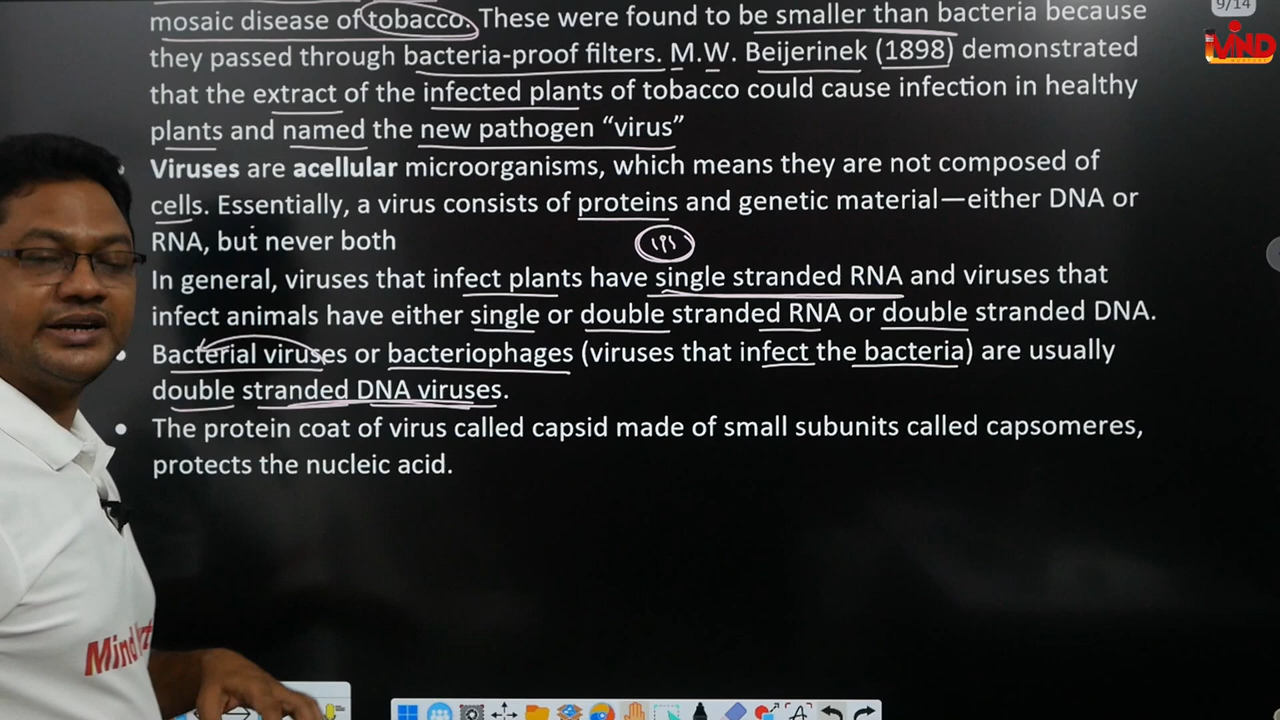 9/14
MIND
mosaic disease of tobacco. These were found to be smaller than bacteria because
they passed through bacteria-proof filters. M.W. Beijerinek (1898) demonstrated
that the extract of the infected plants of tobacco could cause infection in healthy
plants and named the new pathogen “virus”
Viruses are acellular microorganisms, which means they are not composed of
cells. Essentially, a virus consists of proteins and genetic material—either DNA or
RNA, but never both
In general, viruses that infect plants have single stranded RNA and viruses that
infect animals have either single or double stranded RNA or double stranded DNA.
• Bacterial viruses or bacteriophages (viruses that infect the bacteria) are usually
double stranded DNA viruses.
• The protein coat of virus called capsid made of small subunits called capsomeres,
protects the nucleic acid.
Mind